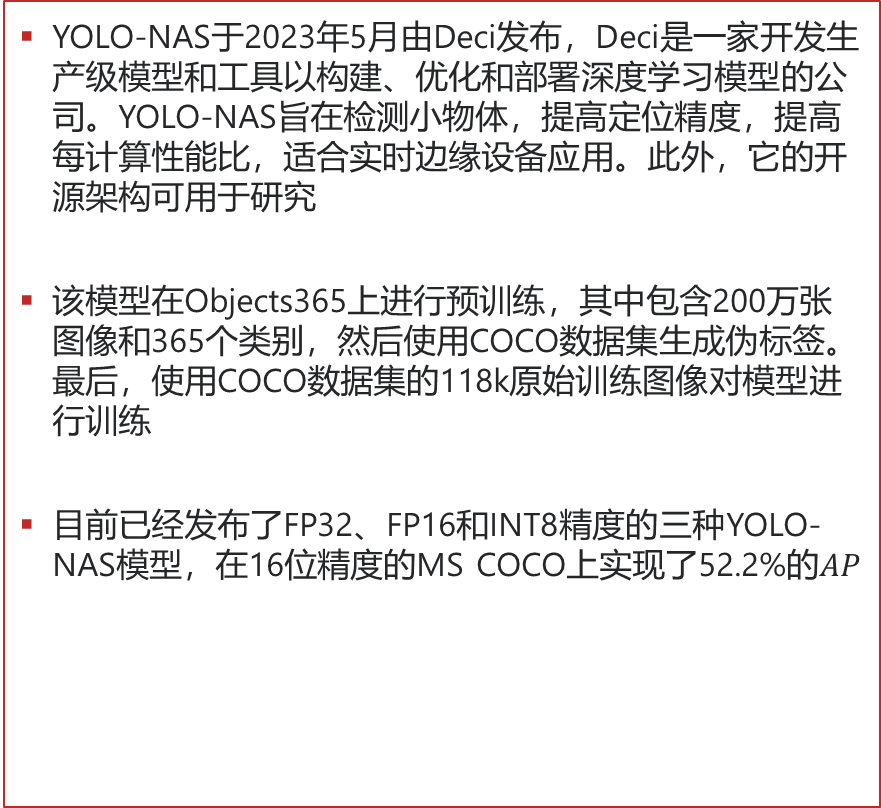 ▪ YOLO-NAS于2023年5月由Deci发布，Deci是一家开发生
产级模型和工具以构建、优化和部署深度学习模型的公
司。YOLO-NAS旨在检测小物体，提高定位精度，提高
每计算性能比，适合实时边缘设备应用。此外，它的开
源架构可用于研究
▪ 该模型在Objects365上进行预训练，其中包含200万张
图像和365个类别，然后使用COCO数据集生成伪标签。
最后，使用COCO数据集的118k原始训练图像对模型进
行训练
▪ 目前已经发布了FP32、FP16和INT8精度的三种YOLO-
NAS模型，在16位精度的MS COCO上实现了52.2%的AP